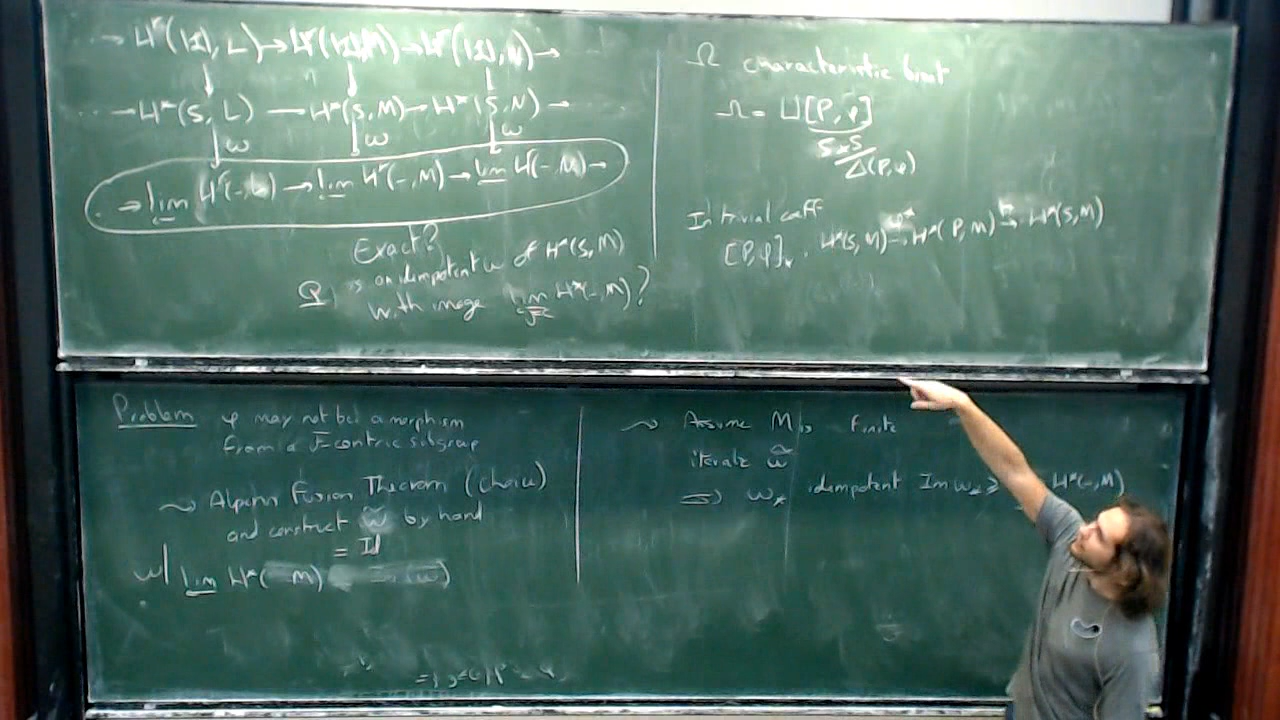 ··· → H*(|L|, L) → H*(|L|, M) → H*(|L|, N) →
··· → H*(S, L) → H*(S, M) → H*(S, N) → ···
ω ω ω
→ lim H*(-, L) → lim H*(-, M) → lim H*(-, N) →
Exact?
Q) is an idempotent ω of H*(S, M)
with image lim H*(-, M)?
F^c
Ω characteristic biset
Ω = ⊔ [P, φ]
S × S
Δ(P, φ)
In trivial coeff
[P, φ]* : H*(S, M) → H*(P, M) → H*(S, M)
Problem φ may not be a morphism
from a F-centric subgroup
⇝ Alperin Fusion Theorem (choice)
and construct ω̃ by hand
= Id
w/ lim H*(- M)
⇝ Assume M is finite
iterate ω̃
=> ω* idempotent Im ω* ≥ H*(-, M)